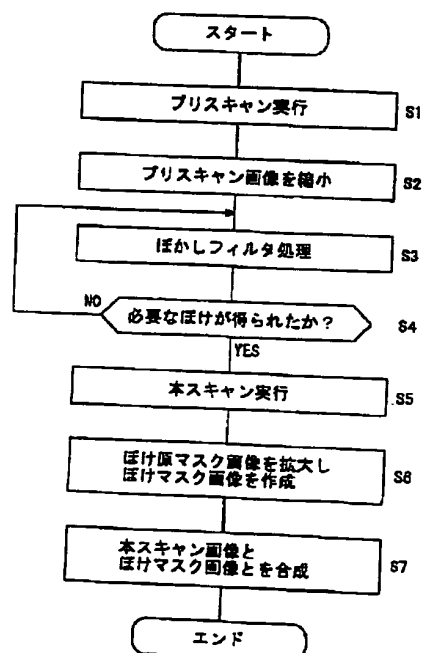 スタート
プリスキャン実行
S1
プリスキャン画像を縮小
S2
ぼかしフィルタ処理
S3
NO
必要なぼけが得られたか？
S4
YES
本スキャン実行
S5
ぼけ原マスク画像を拡大し
ぼけマスク画像を作成
S6
本スキャン画像と
ぼけマスク画像とを合成
S7
エンド